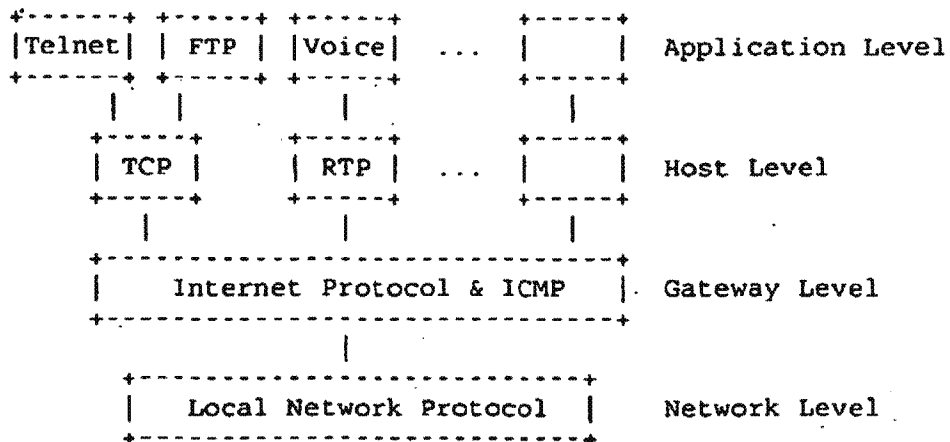 Telnet FTP Voice ... Application Level
TCP RTP ... Host Level
Internet Protocol & ICMP Gateway Level
Local Network Protocol Network Level